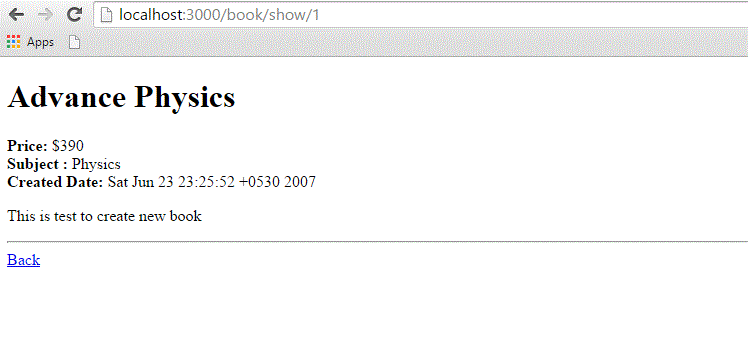 localhost:3000/book/show/1
Apps
Advance Physics
Price: $390
Subject : Physics
Created Date: Sat Jun 23 23:25:52 +0530 2007
This is test to create new book
Back